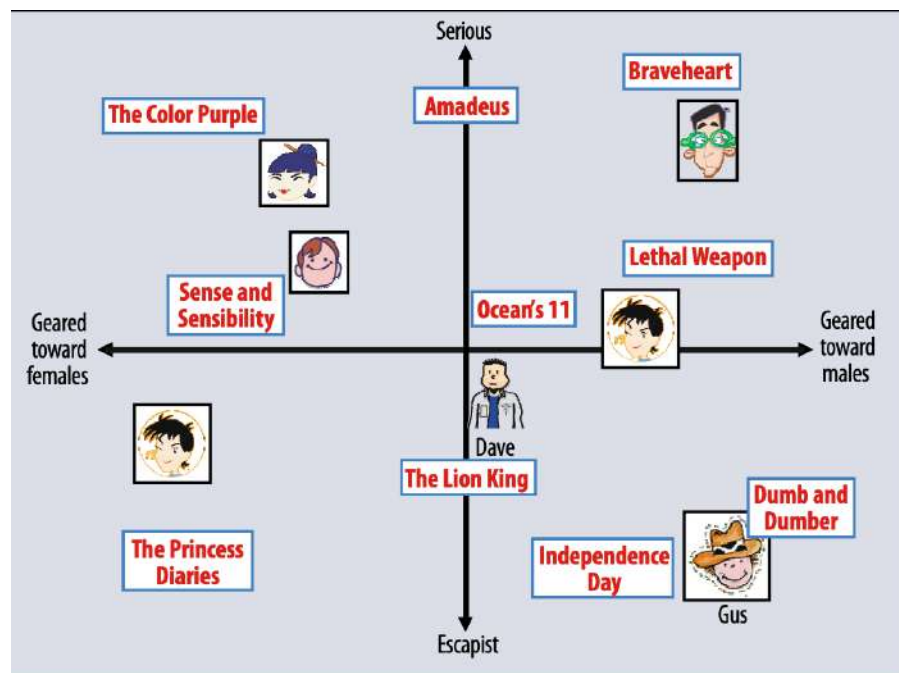 Serious
Braveheart
The Color Purple
Amadeus
Lethal Weapon
Sense and
Sensibility
Ocean's 11
Geared
toward
females
Geared
toward
males
Dave
The Lion King
Dumb and
Dumber
The Princess
Diaries
Independence
Day
Gus
Escapist